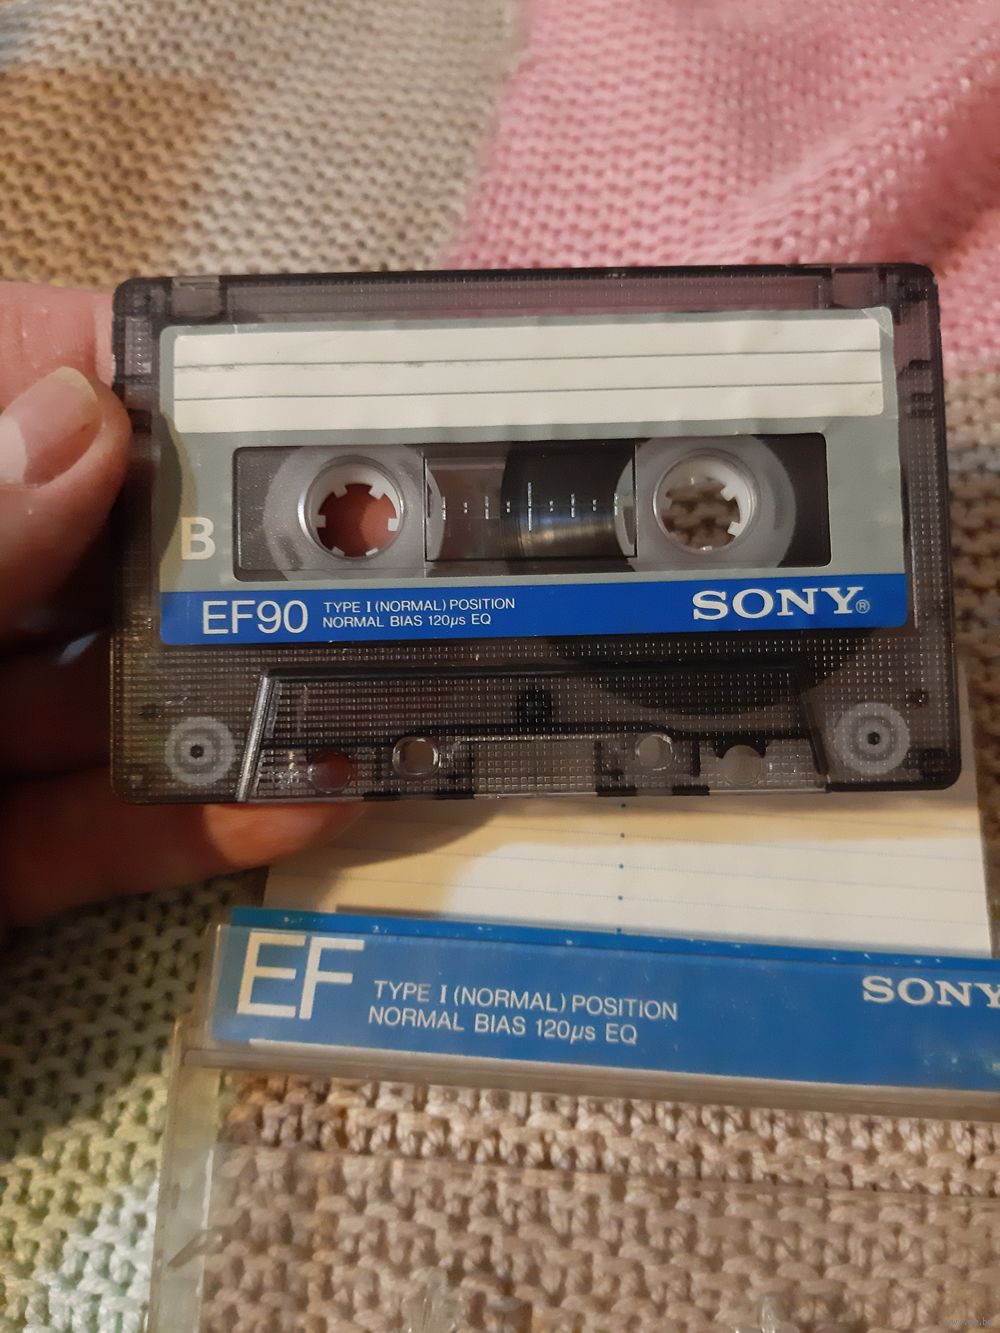 B
EF90 TYPE I (NORMAL) POSITION
NORMAL BIAS 120µs EQ
SONY®
EF TYPE I (NORMAL) POSITION
NORMAL BIAS 120µs EQ
SONY